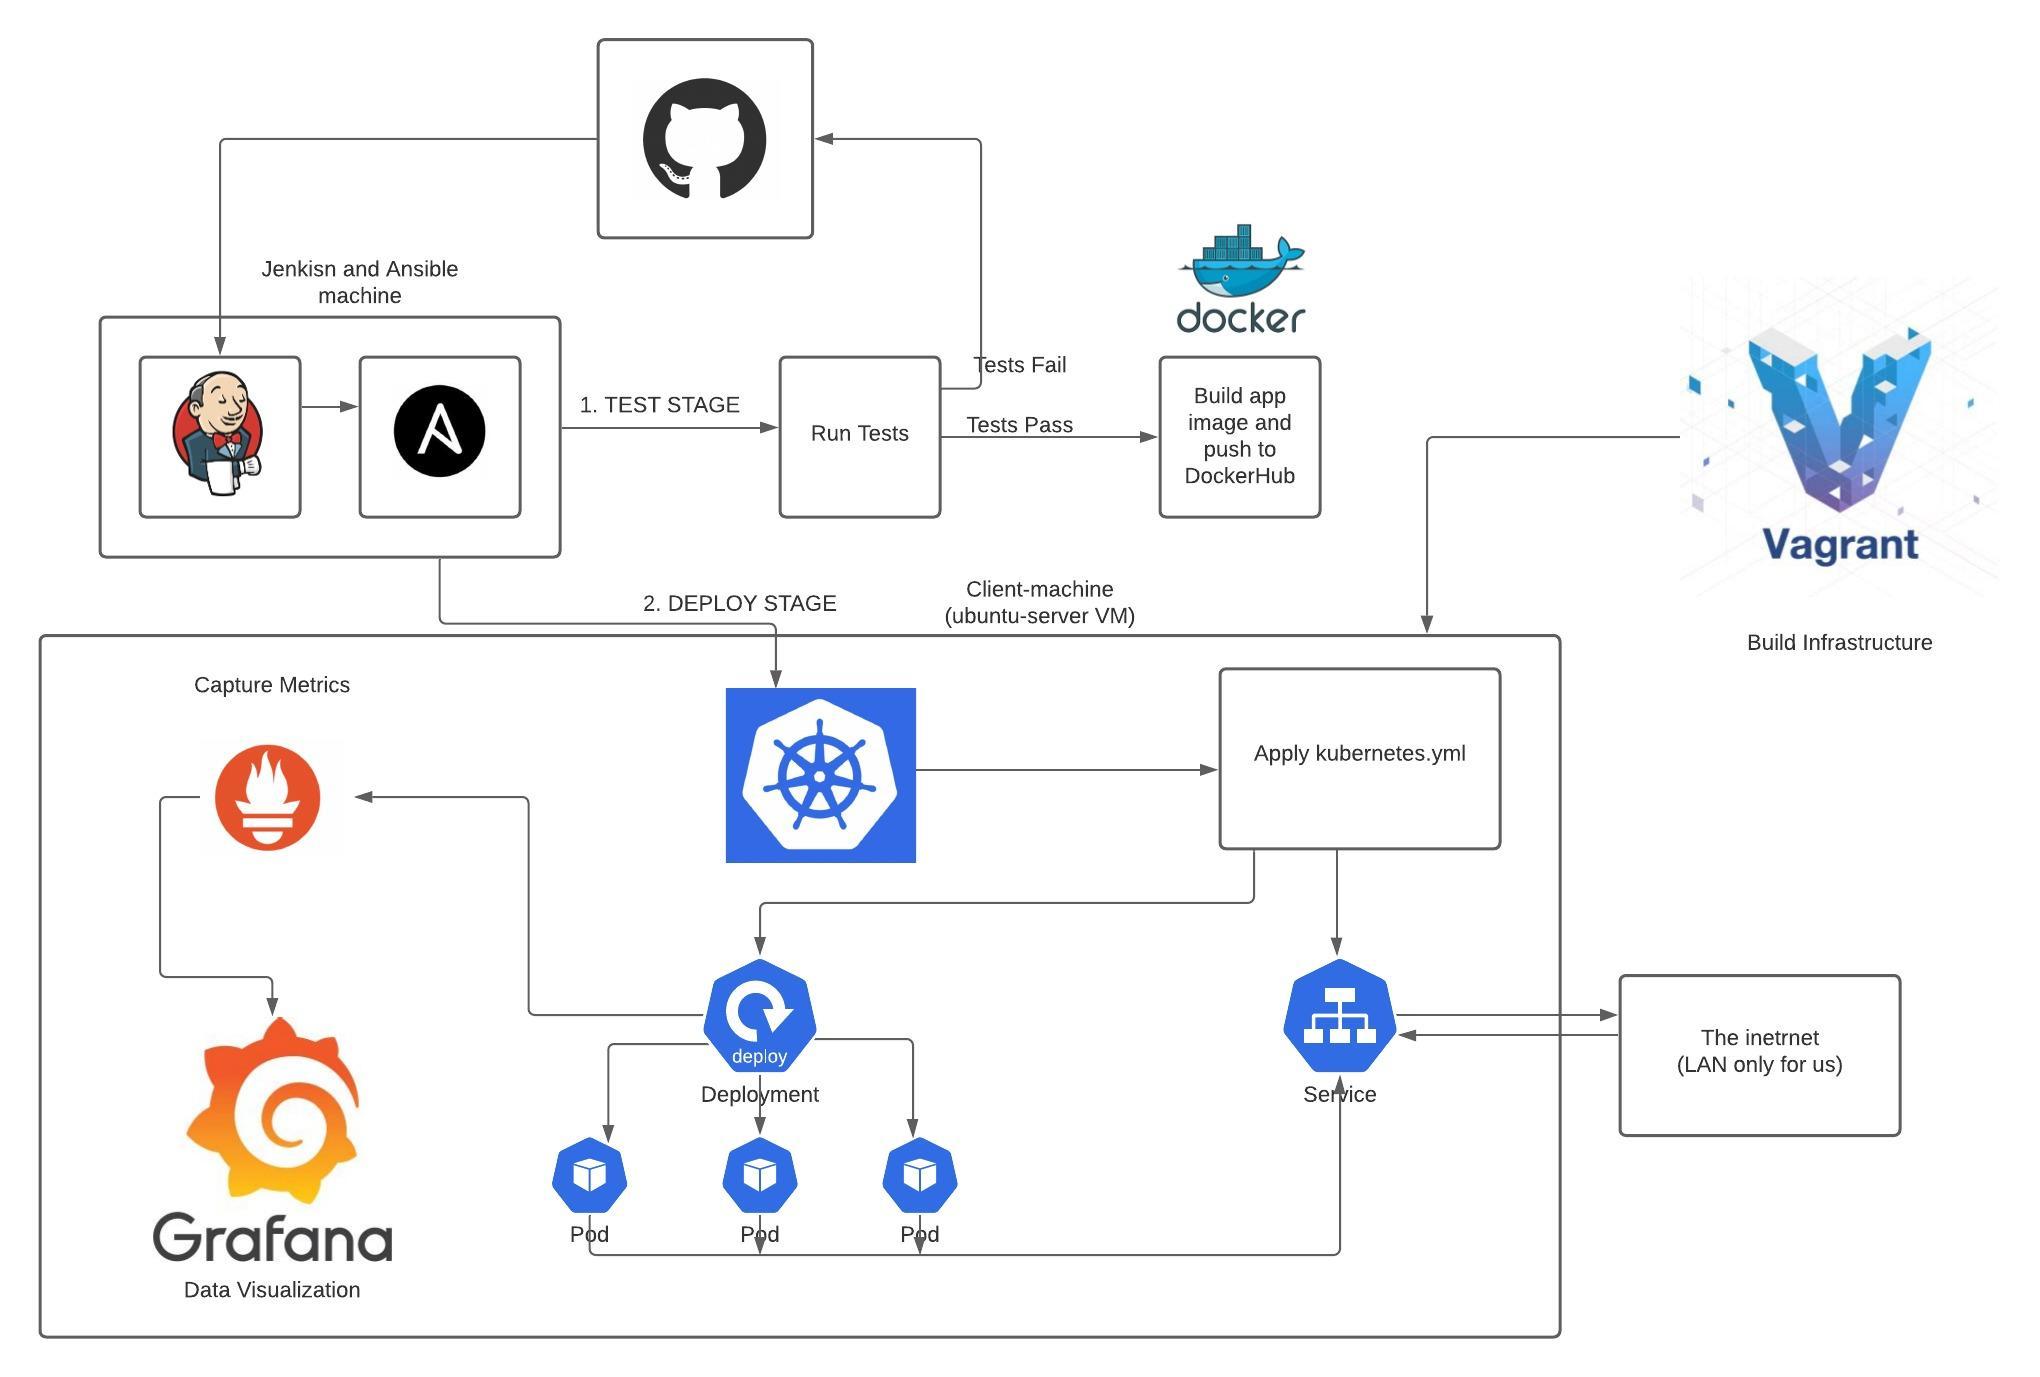 Jenkisn and Ansible
machine
docker
Tests Fail
1. TEST STAGE
Run Tests
Tests Pass
Build app
image and
push to
DockerHub
Vagrant
Build Infrastructure
2. DEPLOY STAGE
Client-machine
(ubuntu-server VM)
Capture Metrics
Apply kubernetes.yml
deploy
Deployment
Service
The inetrnet
(LAN only for us)
Pod
Pod
Pod
Grafana
Data Visualization